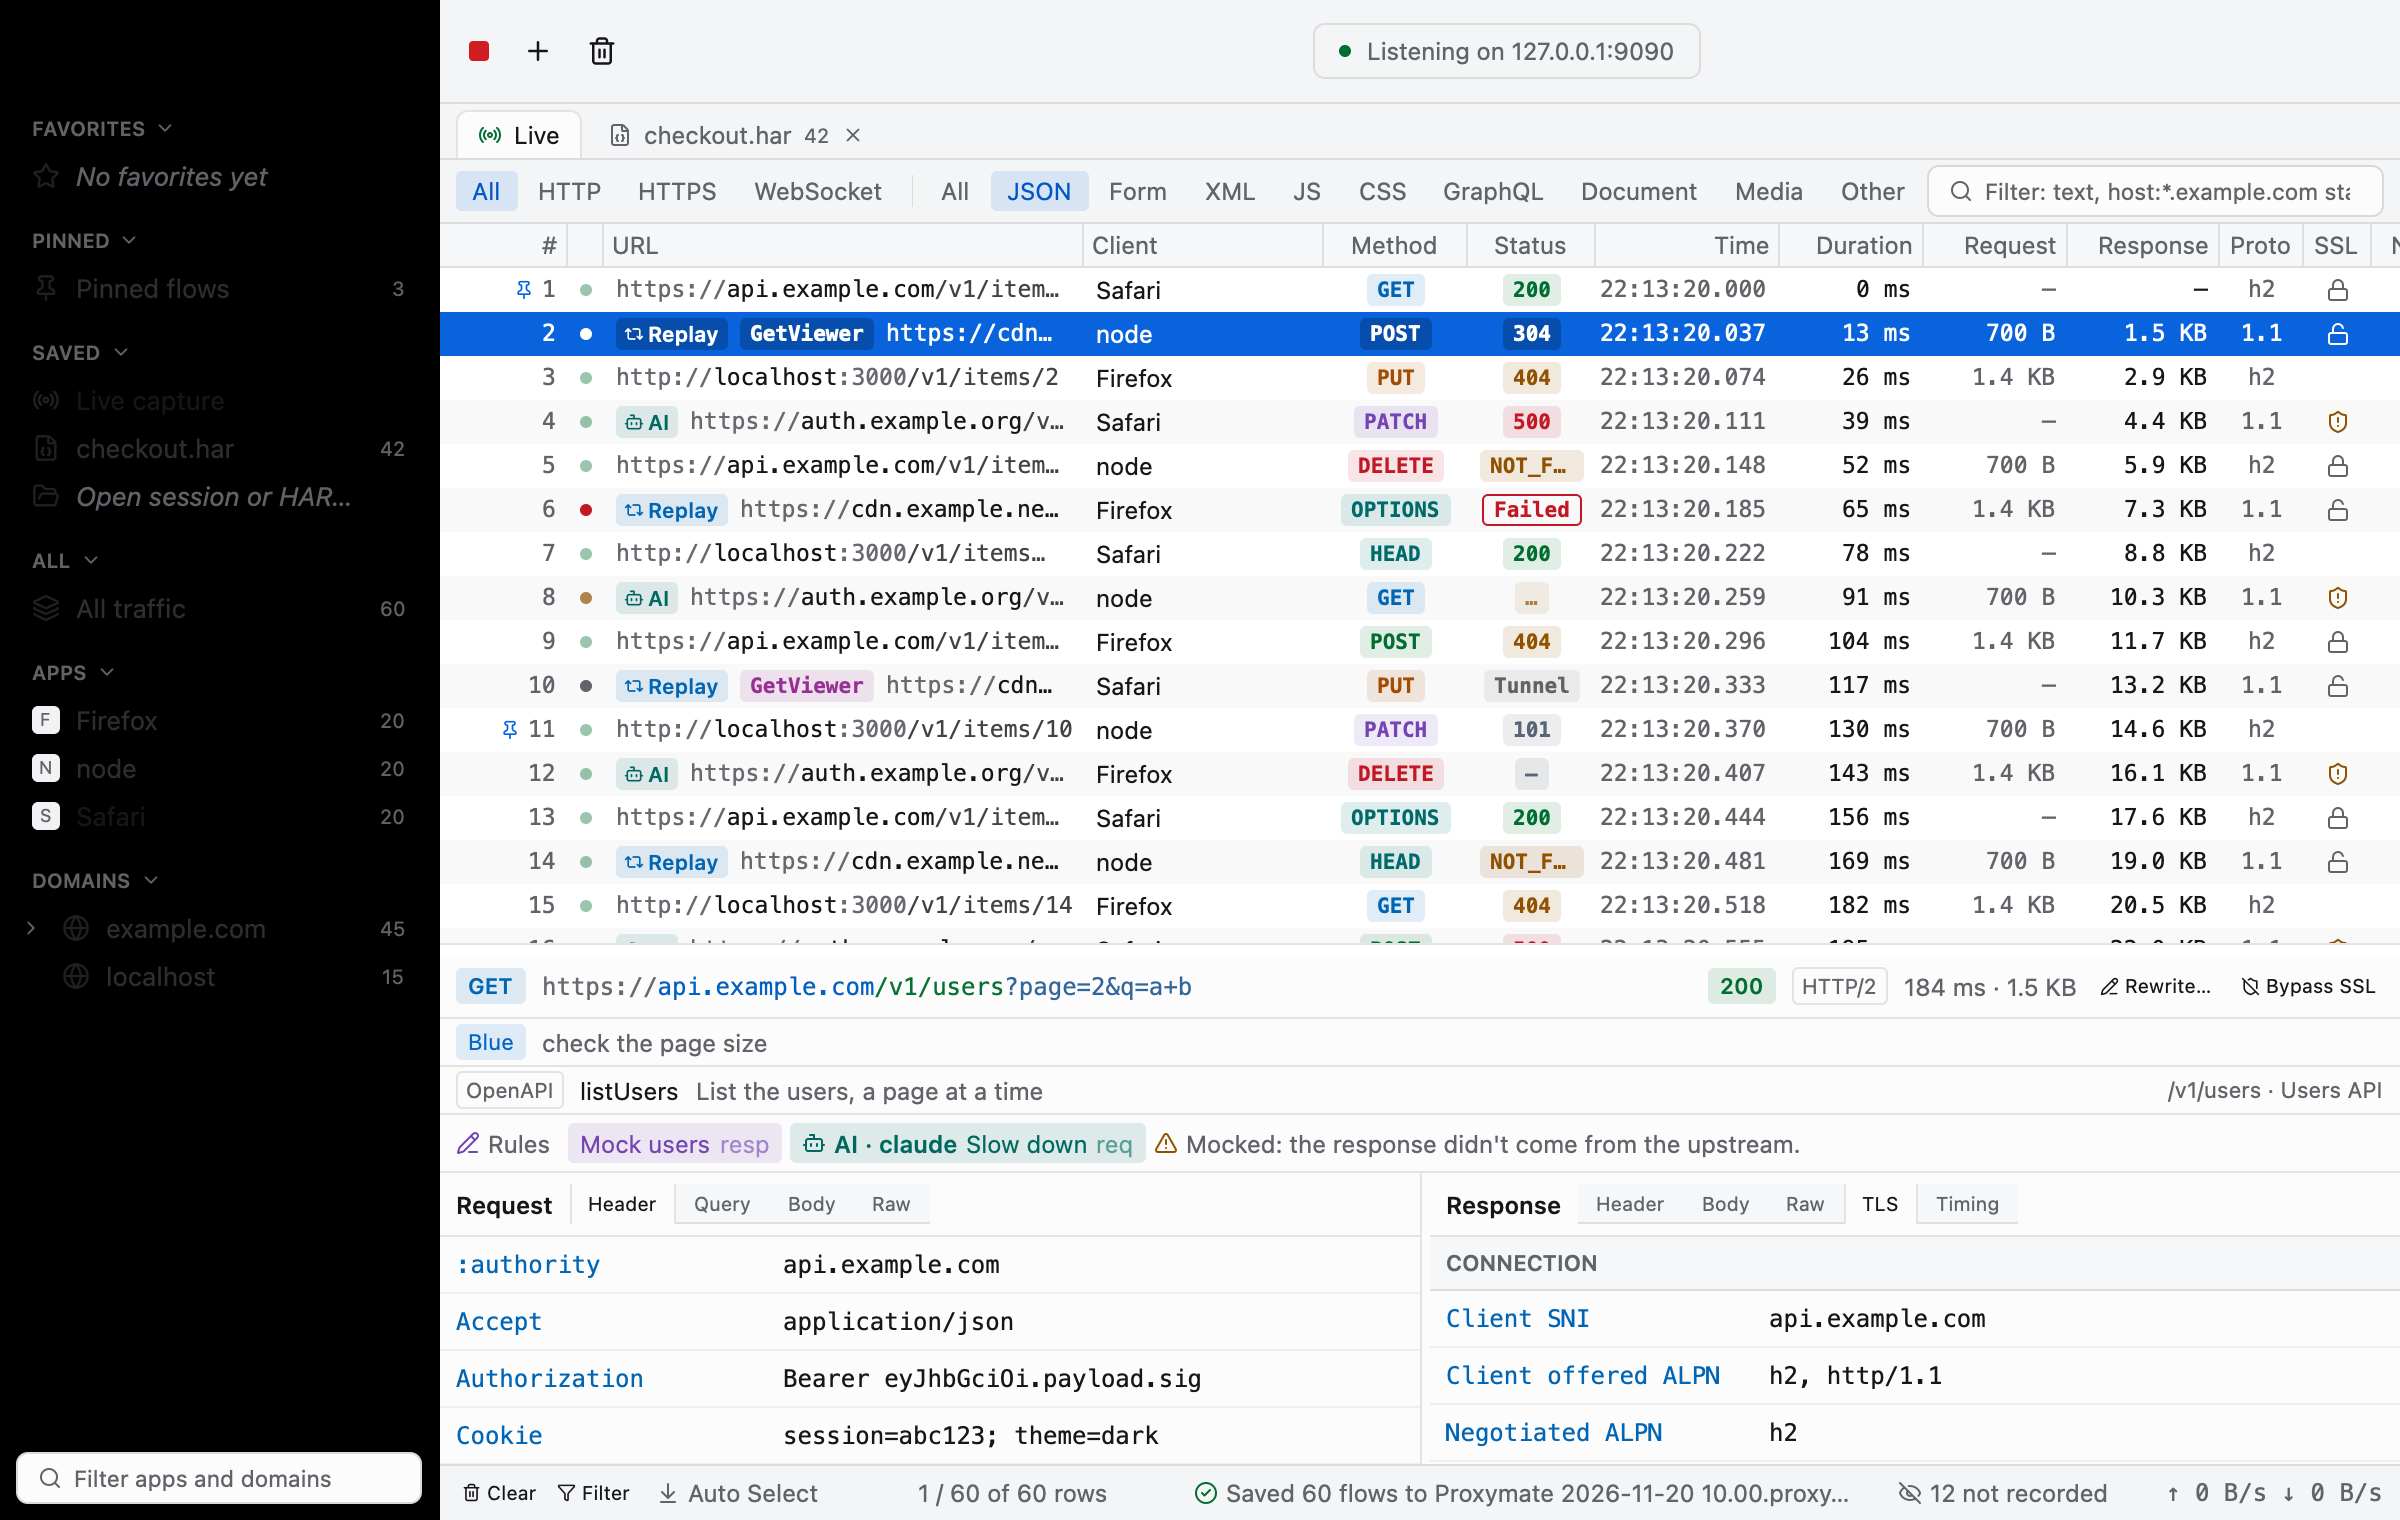 Listening on 127.0.0.1:9090
FAVORITES
No favorites yet
PINNED
Pinned flows 3
SAVED
Live capture
checkout.har 42
Open session or HAR…
ALL
All traffic 60
APPS
F Firefox 20
N node 20
S Safari 20
DOMAINS
example.com 45
localhost 15
Filter apps and domains
Live checkout.har 42
All HTTP HTTPS WebSocket All JSON Form XML JS CSS GraphQL Document Media Other Filter: text, host:*.example.com sta
# URL Client Method Status Time Duration Request Response Proto SSL
1 https://api.example.com/v1/item… Safari GET 200 22:13:20.000 0 ms — — h2
2 Replay GetViewer https://cdn… node POST 304 22:13:20.037 13 ms 700 B 1.5 KB 1.1
3 http://localhost:3000/v1/items/2 Firefox PUT 404 22:13:20.074 26 ms 1.4 KB 2.9 KB h2
4 AI https://auth.example.org/v… Safari PATCH 500 22:13:20.111 39 ms — 4.4 KB 1.1
5 https://api.example.com/v1/item… node DELETE NOT_F… 22:13:20.148 52 ms 700 B 5.9 KB h2
6 Replay https://cdn.example.ne… Firefox OPTIONS Failed 22:13:20.185 65 ms 1.4 KB 7.3 KB 1.1
7 http://localhost:3000/v1/items… Safari HEAD 200 22:13:20.222 78 ms — 8.8 KB h2
8 AI https://auth.example.org/v… node GET … 22:13:20.259 91 ms 700 B 10.3 KB 1.1
9 https://api.example.com/v1/item… Firefox POST 404 22:13:20.296 104 ms 1.4 KB 11.7 KB h2
10 Replay GetViewer https://cdn… Safari PUT Tunnel 22:13:20.333 117 ms — 13.2 KB 1.1
11 http://localhost:3000/v1/items/10 node PATCH 101 22:13:20.370 130 ms 700 B 14.6 KB h2
12 AI https://auth.example.org/v… Firefox DELETE — 22:13:20.407 143 ms 1.4 KB 16.1 KB 1.1
13 https://api.example.com/v1/item… Safari OPTIONS 200 22:13:20.444 156 ms — 17.6 KB h2
14 Replay https://cdn.example.ne… node HEAD NOT_F… 22:13:20.481 169 ms 700 B 19.0 KB 1.1
15 http://localhost:3000/v1/items/14 Firefox GET 404 22:13:20.518 182 ms 1.4 KB 20.5 KB h2
GET https://api.example.com/v1/users?page=2&q=a+b 200 HTTP/2 184 ms · 1.5 KB Rewrite… Bypass SSL
Blue check the page size
OpenAPI listUsers List the users, a page at a time /v1/users · Users API
Rules Mock users resp AI · claude Slow down req Mocked: the response didn't come from the upstream.
Request Header Query Body Raw
:authority api.example.com
Accept application/json
Authorization Bearer eyJhbGciOi.payload.sig
Cookie session=abc123; theme=dark
Response Header Body Raw TLS Timing
CONNECTION
Client SNI api.example.com
Client offered ALPN h2, http/1.1
Negotiated ALPN h2
Clear Filter Auto Select 1 / 60 of 60 rows Saved 60 flows to Proxymate 2026-11-20 10.00.proxy… 12 not recorded ↑ 0 B/s ↓ 0 B/s